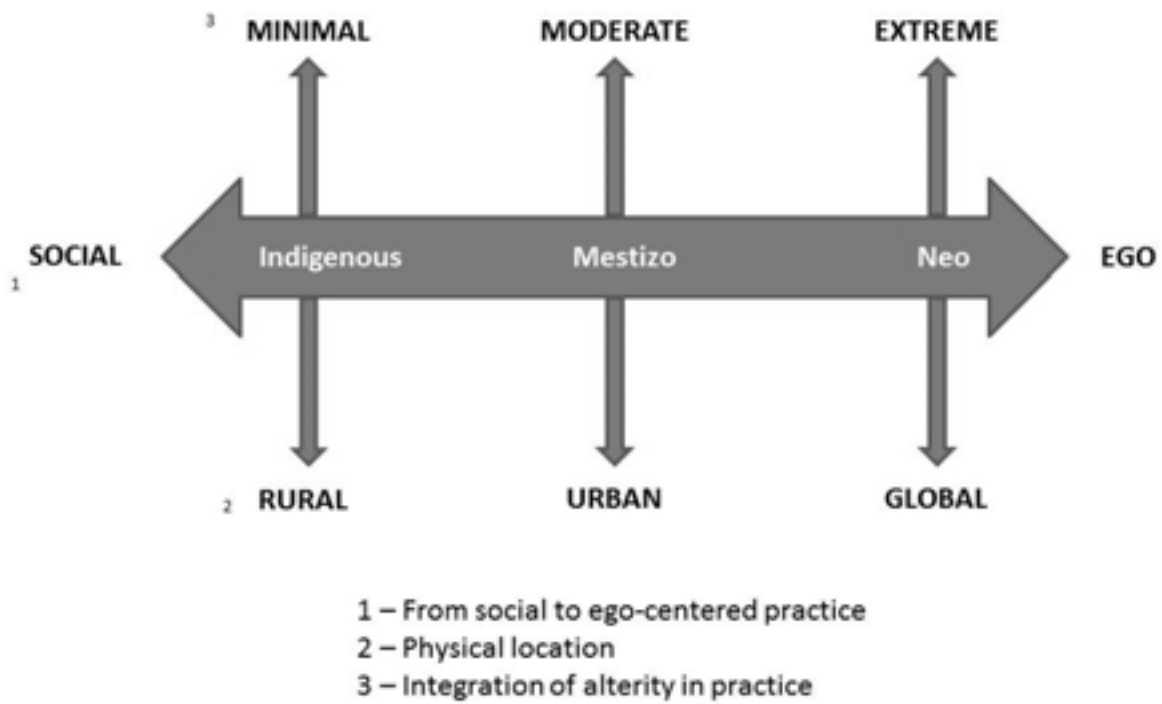 3 MINIMAL MODERATE EXTREME
SOCIAL Indigenous Mestizo Neo EGO
1
2 RURAL URBAN GLOBAL
1 – From social to ego-centered practice
2 – Physical location
3 – Integration of alterity in practice